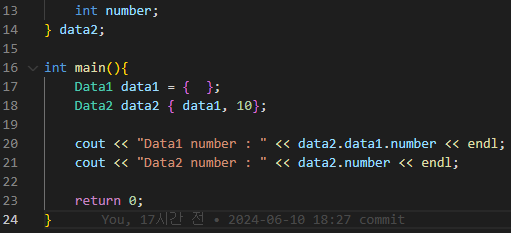 13 int number;
14 } data2;
15
16 int main(){
17 Data1 data1 = {  };
18 Data2 data2 { data1, 10};
19
20 cout << "Data1 number : " << data2.data1.number << endl;
21 cout << "Data2 number : " << data2.number << endl;
22
23 return 0;
24 } You, 17시간 전 • 2024-06-10 18:27 commit